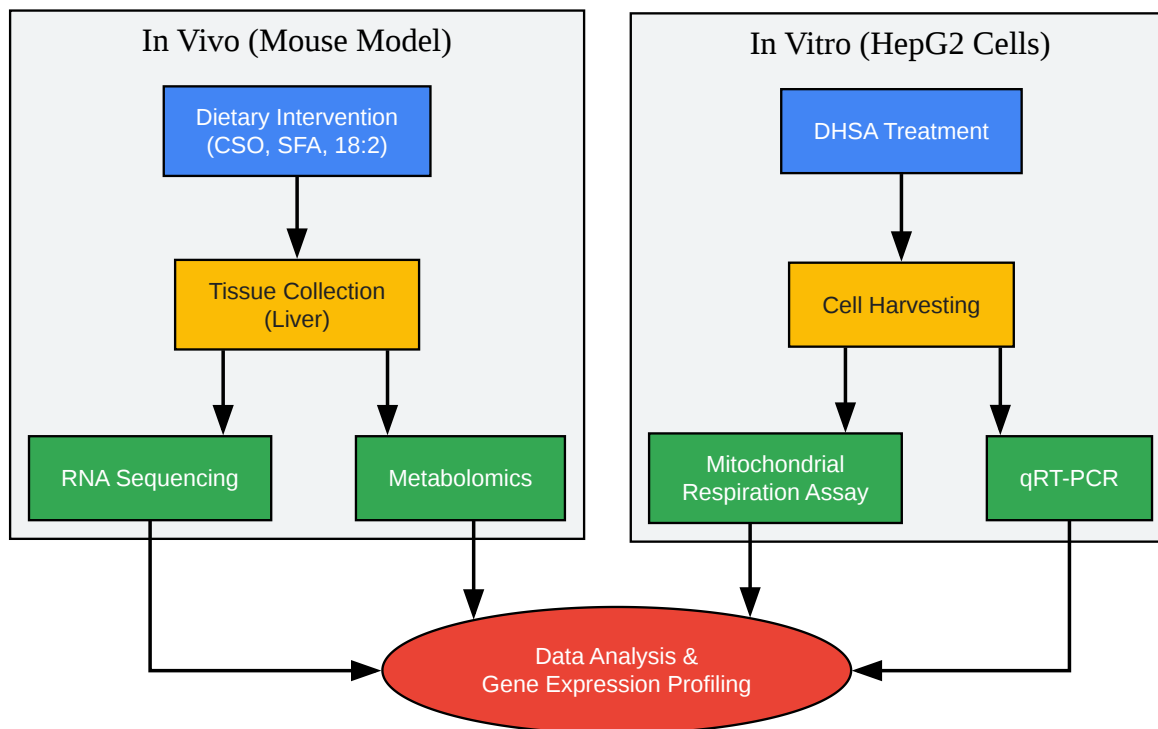 In Vivo (Mouse Model)
Dietary Intervention
(CSO, SFA, 18:2)
Tissue Collection
(Liver)
RNA Sequencing
Metabolomics
In Vitro (HepG2 Cells)
DHSA Treatment
Cell Harvesting
Mitochondrial
Respiration Assay
qRT-PCR
Data Analysis &
Gene Expression Profiling